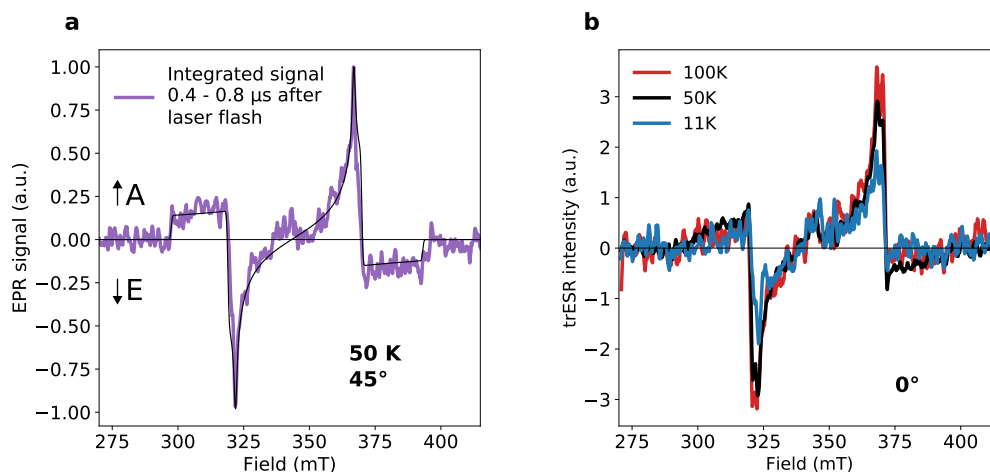 a
Integrated signal
0.4 - 0.8 µs after
laser flash
1.00
0.75
0.50
0.25
0.00
−0.25
−0.50
−0.75
−1.00
EPR signal (a.u.)
A
E
50 K
45°
275
300
325
350
375
400
Field (mT)
b
100K
50K
11K
3
2
1
0
−1
−2
−3
trESR intensity (a.u.)
0°
275
300
325
350
375
400
Field (mT)